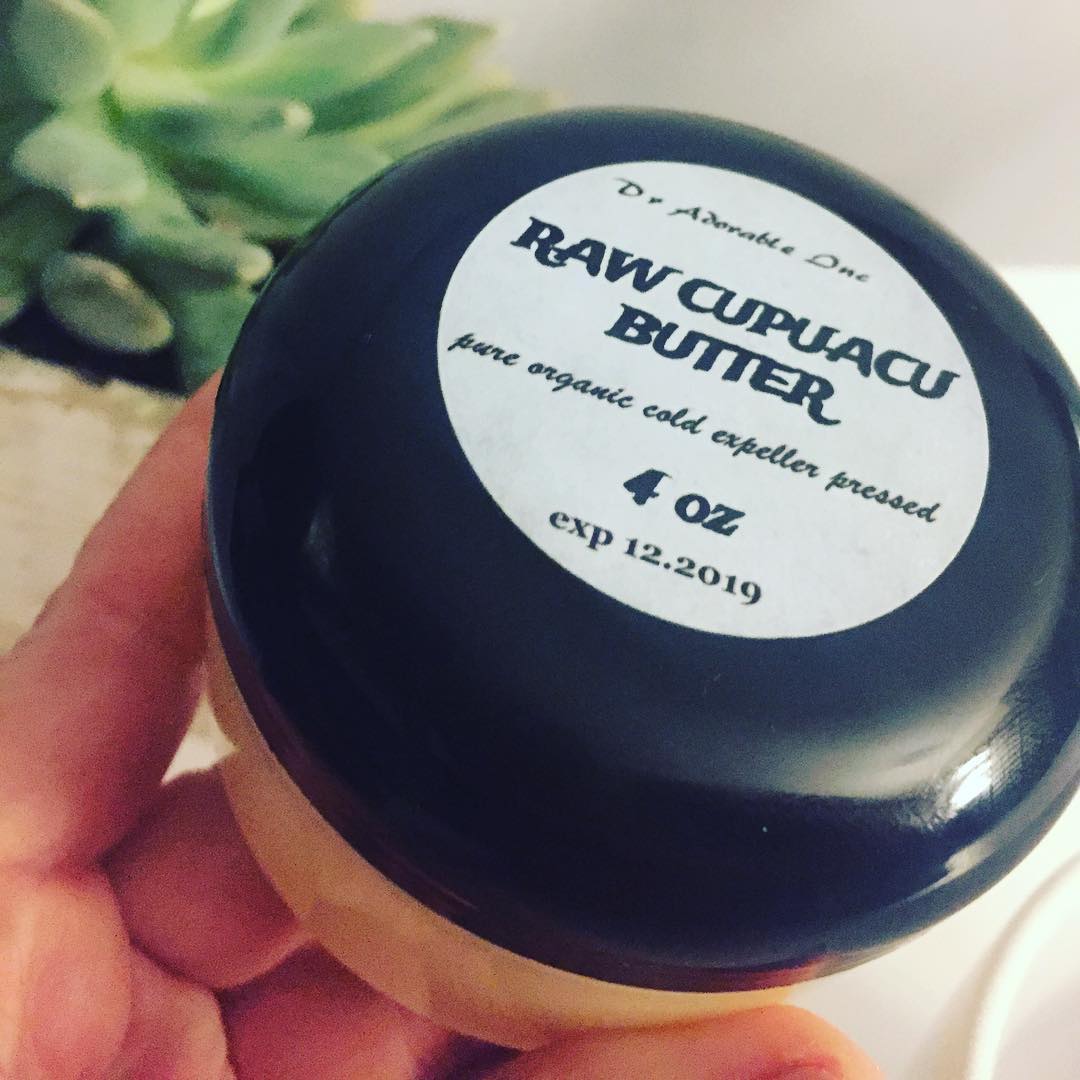 Dr Adorable Inc
RAW CUPUACU
BUTTER
pure organic cold expeller pressed
4 oz
exp 12.2019